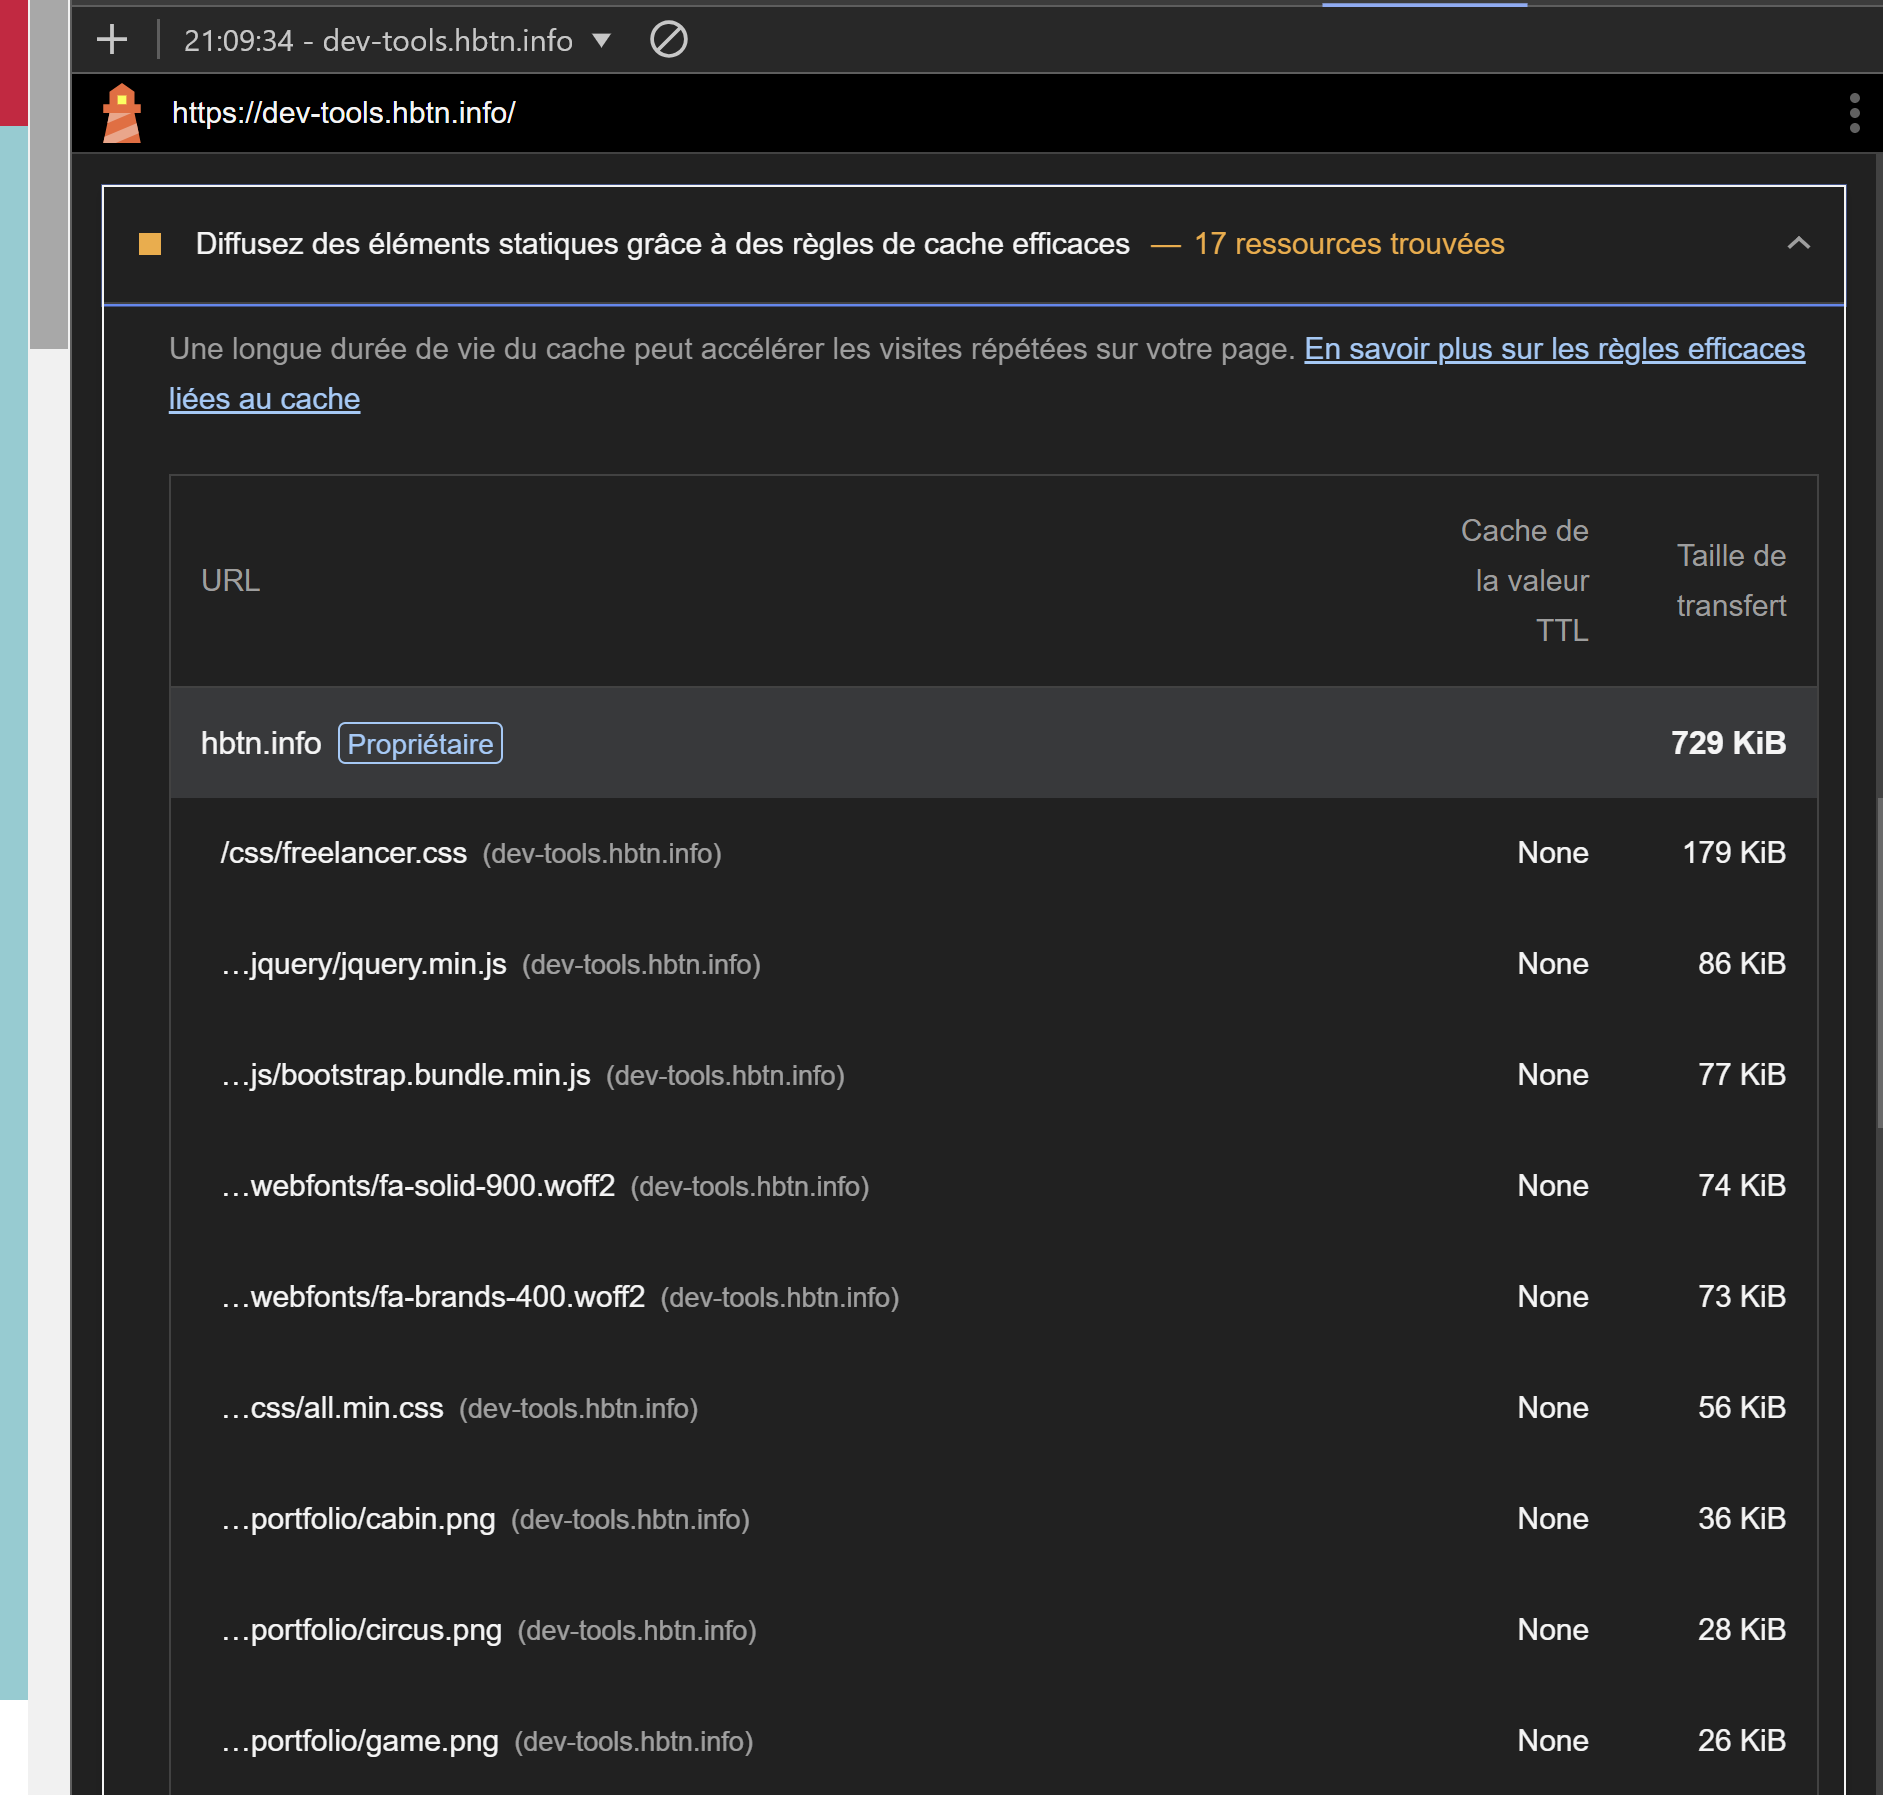 21:09:34 - dev-tools.hbtn.info
https://dev-tools.hbtn.info/
Diffusez des éléments statiques grâce à des règles de cache efficaces — 17 ressources trouvées
Une longue durée de vie du cache peut accélérer les visites répétées sur votre page. En savoir plus sur les règles efficaces
liées au cache
URL
Cache de
la valeur
TTL
Taille de
transfert
hbtn.info Propriétaire 729 KiB
/css/freelancer.css (dev-tools.hbtn.info) None 179 KiB
…jquery/jquery.min.js (dev-tools.hbtn.info) None 86 KiB
…js/bootstrap.bundle.min.js (dev-tools.hbtn.info) None 77 KiB
…webfonts/fa-solid-900.woff2 (dev-tools.hbtn.info) None 74 KiB
…webfonts/fa-brands-400.woff2 (dev-tools.hbtn.info) None 73 KiB
…css/all.min.css (dev-tools.hbtn.info) None 56 KiB
…portfolio/cabin.png (dev-tools.hbtn.info) None 36 KiB
…portfolio/circus.png (dev-tools.hbtn.info) None 28 KiB
…portfolio/game.png (dev-tools.hbtn.info) None 26 KiB